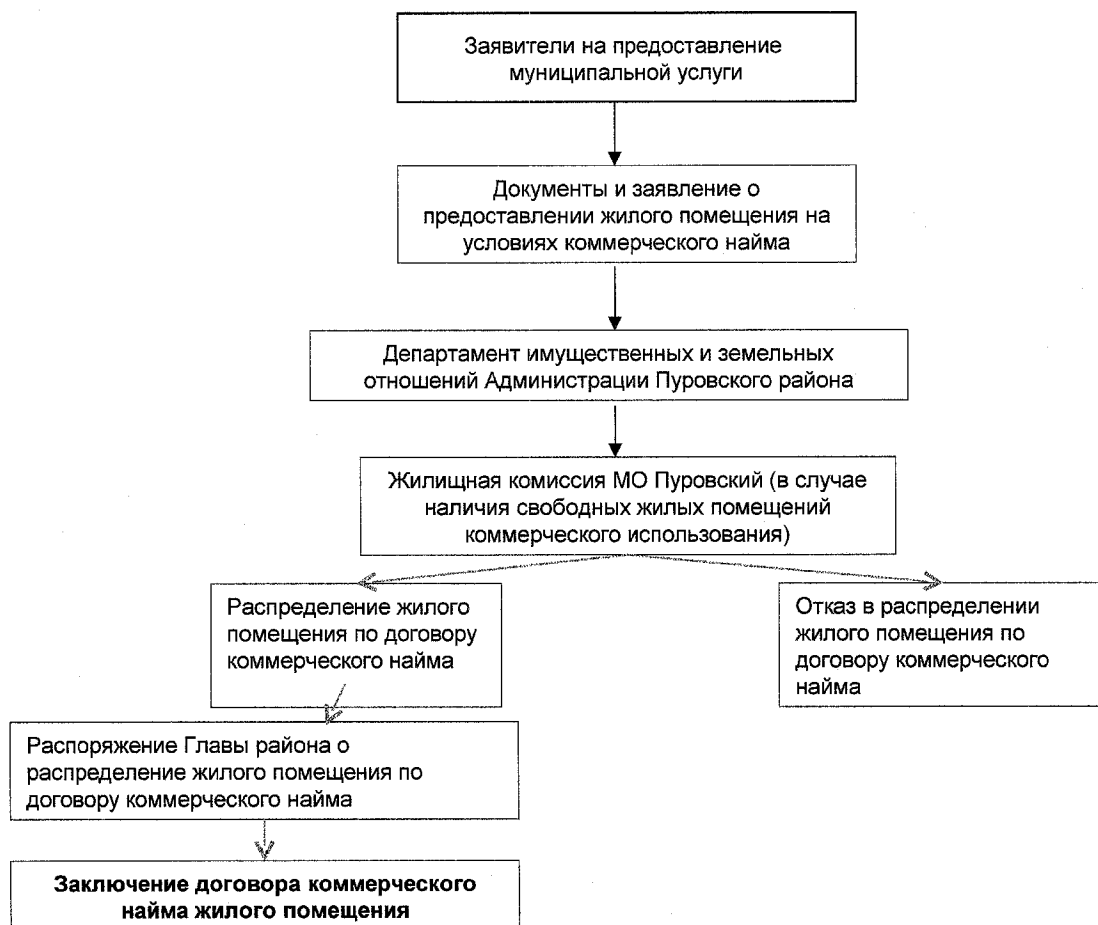 Заявители на предоставление
муниципальной услуги
Документы и заявление о
предоставлении жилого помещения на
условиях коммерческого найма
Департамент имущественных и земельных
отношений Администрации Пуровского района
Жилищная комиссия МО Пуровский (в случае
наличия свободных жилых помещений
коммерческого использования)
Распределение жилого
помещения по договору
коммерческого найма
Отказ в распределении
жилого помещения по
договору коммерческого
найма
Распоряжение Главы района о
распределение жилого помещения по
договору коммерческого найма
Заключение договора коммерческого
найма жилого помещения